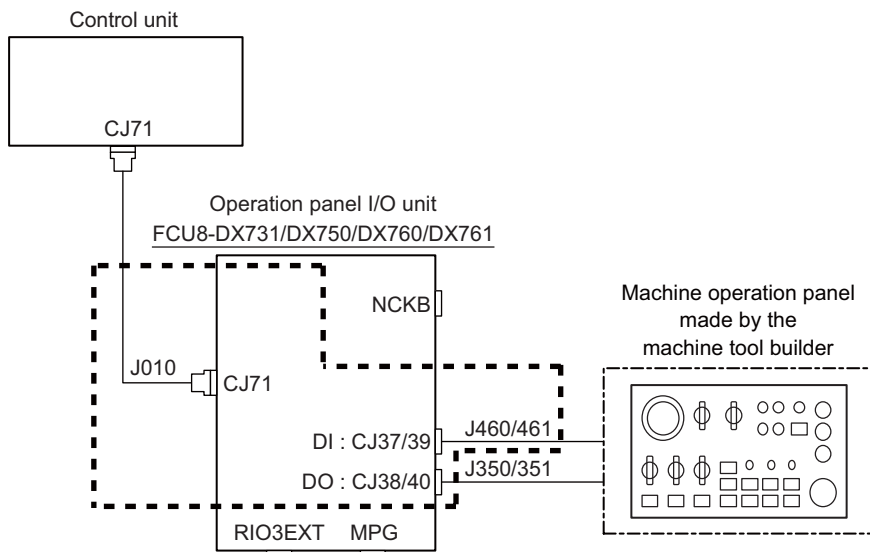 Control unit
CJ71
Operation panel I/O unit
FCU8-DX731/DX750/DX760/DX761
NCKB
Machine operation panel
made by the
machine tool builder
J010
CJ71
DI : CJ37/39
J460/461
DO : CJ38/40
J350/351
RIO3EXT
MPG